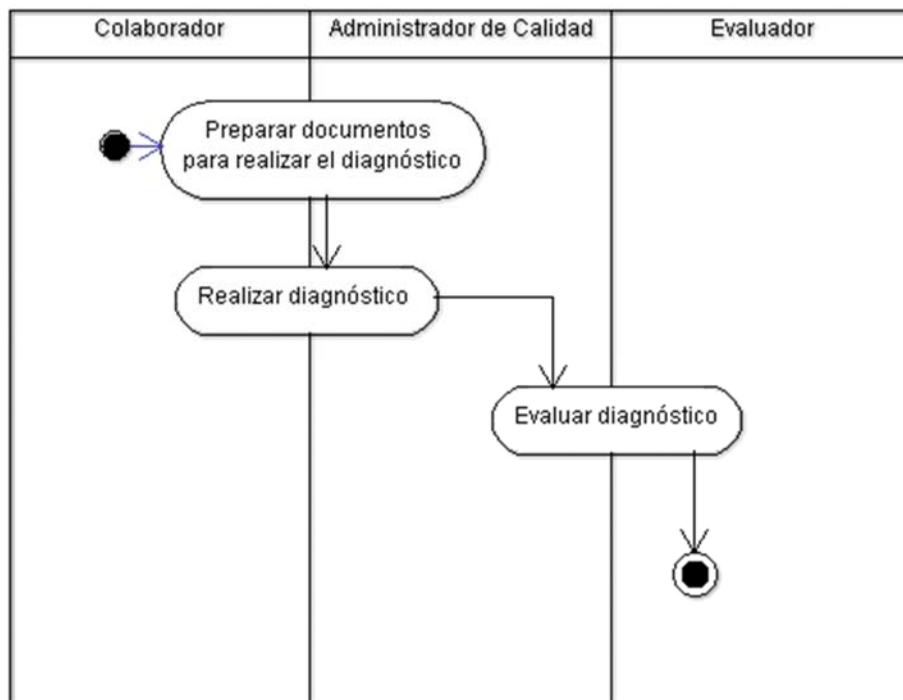 Colaborador
Administrador de Calidad
Evaluador
Preparar documentos
para realizar el diagnóstico
Realizar diagnóstico
Evaluar diagnóstico